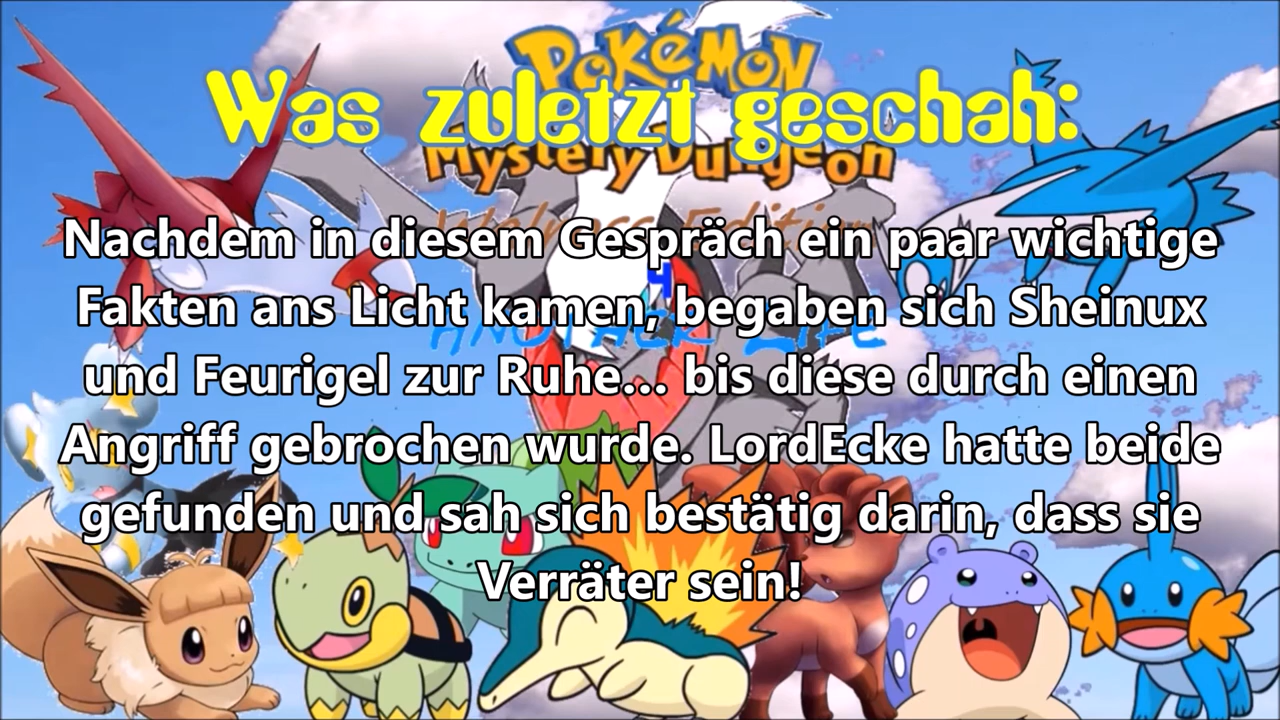 POKéMON
Was zuletzt geschah:
Mystery Dungeon
Nachdem in diesem Gespräch ein paar wichtige
Fakten ans Licht kamen, begaben sich Sheinux
und Feurigel zur Ruhe... bis diese durch einen
Angriff gebrochen wurde. LordEcke hatte beide
gefunden und sah sich bestätig darin, dass sie
Verräter sein!